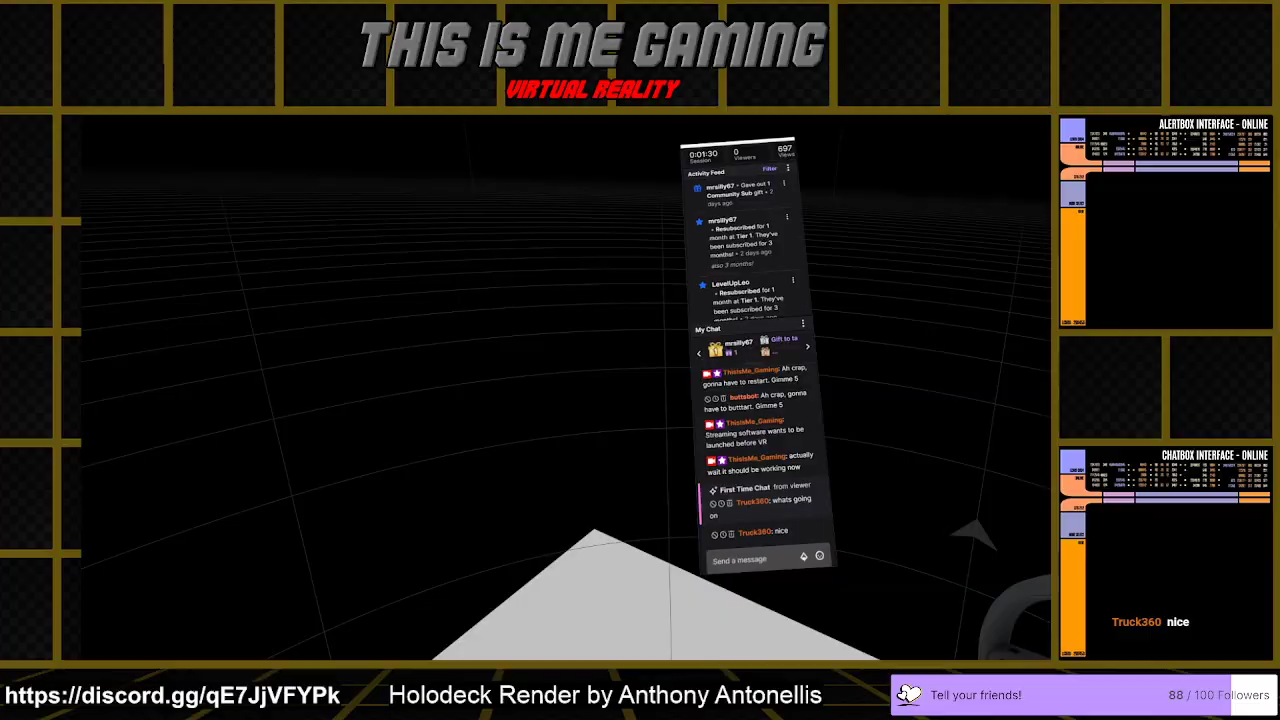 THIS IS ME GAMING
VIRTUAL REALITY
0:01:30
Session
0
Viewers
697
Views
Activity Feed
Filter
mrsilly67 • Gave out 1
Community Sub gift • 2
days ago
mrsilly67
• Resubscribed for 1
month at Tier 1. They've
been subscribed for 3
months! • 2 days ago
also 3 months!
LevelUpLeo
• Resubscribed for 1
month at Tier 1. They've
been subscribed for 3
My Chat
mrsilly67
1
Gift to ta
...
ThisIsMe_Gaming: Ah crap,
gonna have to restart. Gimme 5
buttsbot: Ah crap, gonna
have to butttart. Gimme 5
ThisIsMe_Gaming:
Streaming software wants to be
launched before VR
ThisIsMe_Gaming: actually
wait it should be working now
First Time Chat from viewer
Truck360: whats going
on
Truck360: nice
Send a message
ALERTBOX INTERFACE - ONLINE
CHATBOX INTERFACE - ONLINE
Truck360 nice
https://discord.gg/qE7JjVFYPk
Holodeck Render by Anthony Antonellis
Tell your friends!
88 / 100 Followers